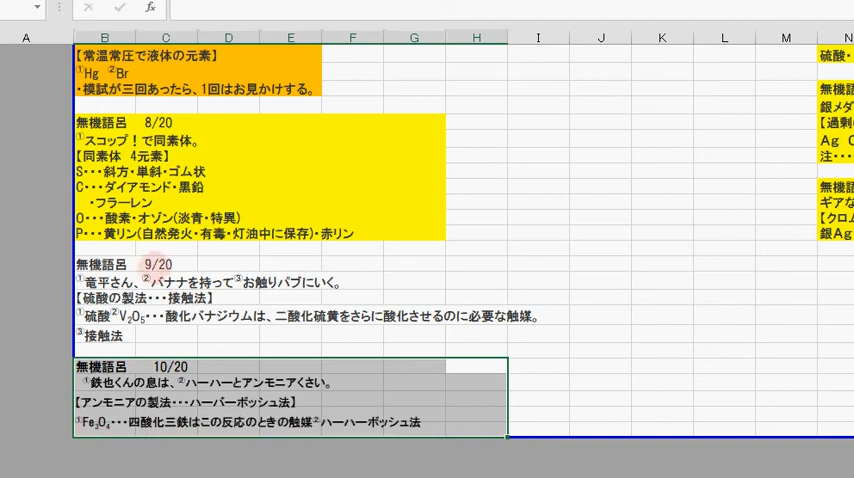 fx
A B C D E F G H I J K L M N
【常温常圧で液体の元素】
①Hg ②Br
・模試が三回あったら、1回はお見かけする。
無機語呂 8/20
①スコップ！で同素体。
【同素体 4元素】
S・・・斜方・単斜・ゴム状
C・・・ダイアモンド・黒鉛
・フラーレン
O・・・酸素・オゾン(淡青・特異)
P・・・黄リン(自然発火・有毒・灯油中に保存)・赤リン
無機語呂 9/20
①竜平さん、②バナナを持って③お触りパブにいく。
【硫酸の製法・・・接触法】
①硫酸②V₂O₅・・・酸化バナジウムは、二酸化硫黄をさらに酸化させるのに必要な触媒。
③接触法
無機語呂 10/20
①鉄也くんの息は、②ハーハーとアンモニアくさい。
【アンモニアの製法・・・ハーバーボッシュ法】
①Fe₃O₄・・・四酸化三鉄はこの反応のときの触媒②ハーハーボッシュ法
硫酸・
無機語
銀メダ
【過剰
Ag
注・・・
無機語
ギアな
【クロム
銀Ag